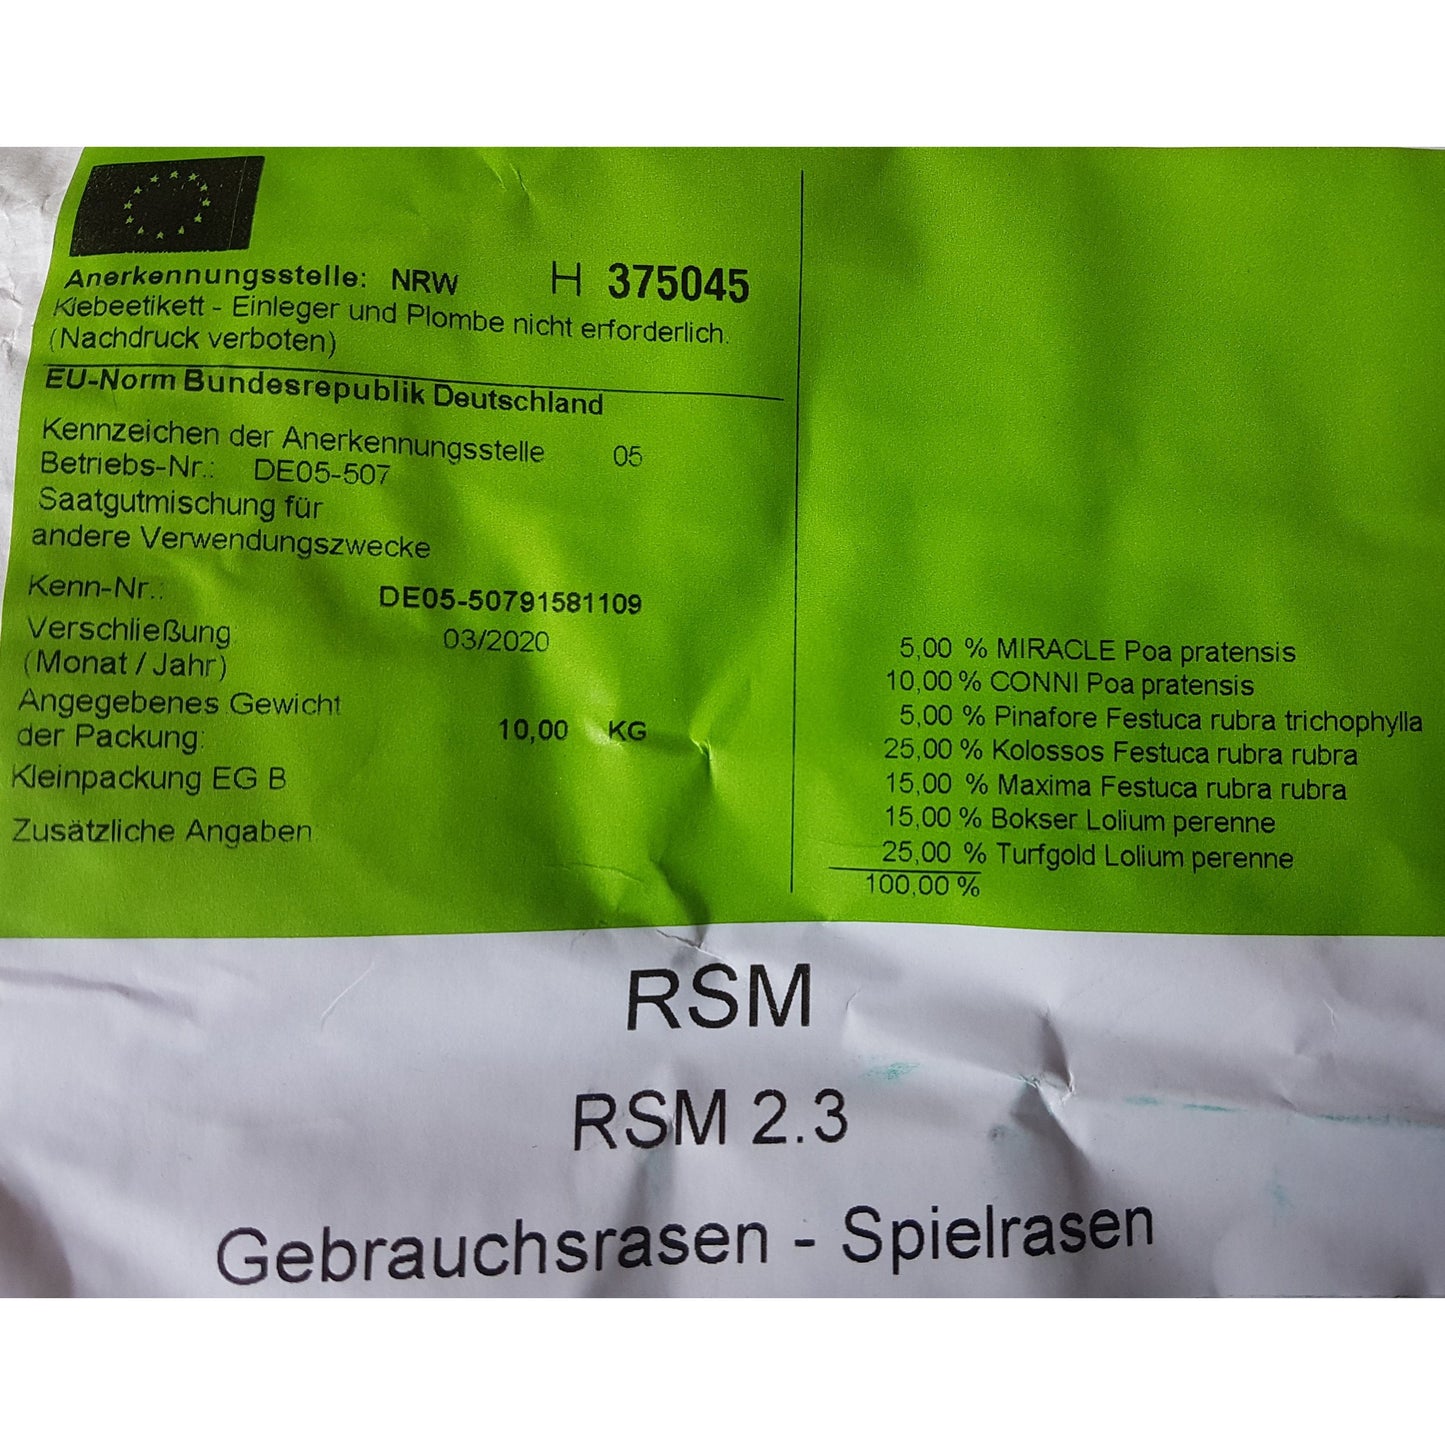 Anerkennungsstelle: NRW H 375045
Klebeetikett - Einleger und Plombe nicht erforderlich.
(Nachdruck verboten)
EU-Norm Bundesrepublik Deutschland
Kennzeichen der Anerkennungsstelle 05
Betriebs-Nr.: DE05-507
Saatgutmischung für
andere Verwendungszwecke
Kenn-Nr.: DE05-50791581109
Verschließung 03/2020
(Monat / Jahr)
Angegebenes Gewicht
der Packung: 10,00 KG
Kleinpackung EG B
Zusätzliche Angaben
5,00 % MIRACLE Poa pratensis
10,00 % CONNI Poa pratensis
5,00 % Pinafore Festuca rubra trichophylla
25,00 % Kolossos Festuca rubra rubra
15,00 % Maxima Festuca rubra rubra
15,00 % Bokser Lolium perenne
25,00 % Turfgold Lolium perenne
100,00 %
RSM
RSM 2.3
Gebrauchsrasen - Spielrasen